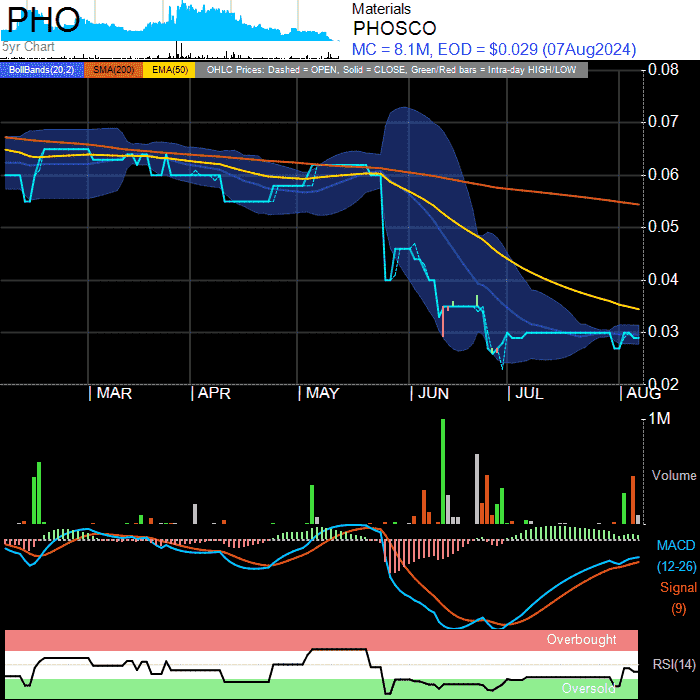 PHO
5yr Chart
Materials
PHOSCO
MC = 8.1M, EOD = $0.029 (07Aug2024)
BollBands(20,2) SMA(200) EMA(50) OHLC Prices: Dashed = OPEN, Solid = CLOSE, Green/Red bars = Intra-day HIGH/LOW
0.08
0.07
0.06
0.05
0.04
0.03
0.02
| MAR | APR | MAY | JUN | JUL | AUG
1M
Volume
MACD
(12-26)
Signal
(9)
Overbought
RSI(14)
Oversold